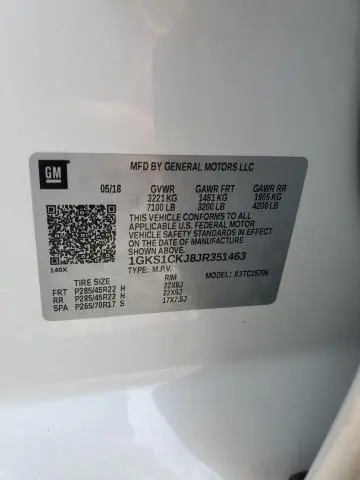 GM
MFD BY GENERAL MOTORS LLC
05/18 GVWR GAWR FRT GAWR RR
3221 KG 1451 KG 1905 KG
7100 LB 3200 LB 4200 LB
THIS VEHICLE CONFORMS TO ALL
APPLICABLE U.S. FEDERAL MOTOR
VEHICLE SAFETY STANDARDS IN
EFFECT ON THE DATE OF MANUFACTURE
SHOWN ABOVE.
1GKS1CKJ8JR351463
140X TYPE: M.P.V. MODEL: 83TC15706
TIRE SIZE RIM
FRT P285/45R22 H 22X9J
RR P285/45R22 H 22X9J
SPA P265/70R17 S 17X7.5J